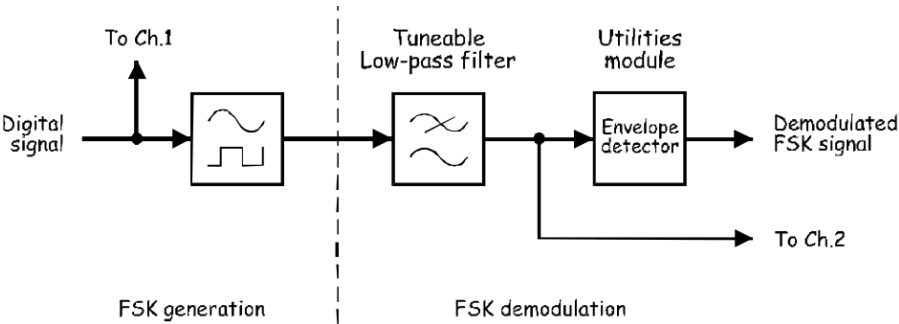 To Ch.1
Tuneable
Low-pass filter
Utilities
module
Digital
signal
Envelope
detector
Demodulated
FSK signal
To Ch.2
FSK generation
FSK demodulation